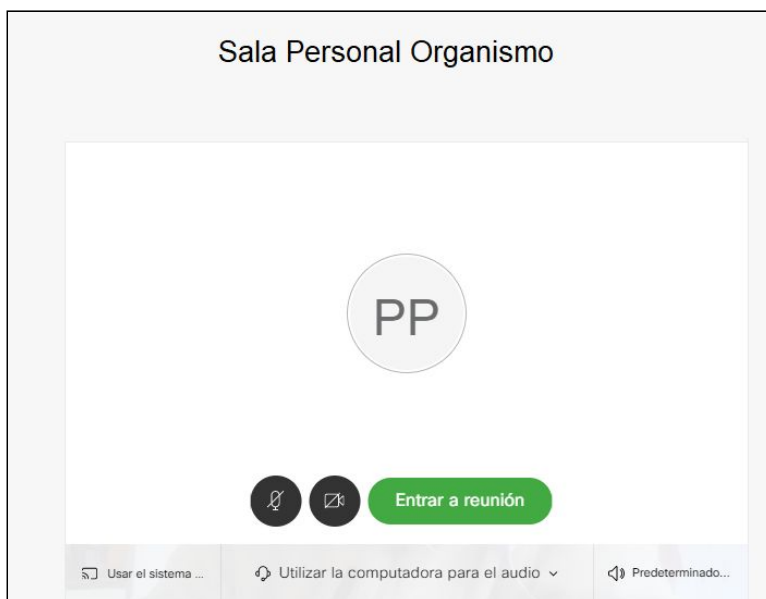 Sala Personal Organismo
PP
Entrar a reunión
Usar el sistema ...
Utilizar la computadora para el audio
Predeterminado...